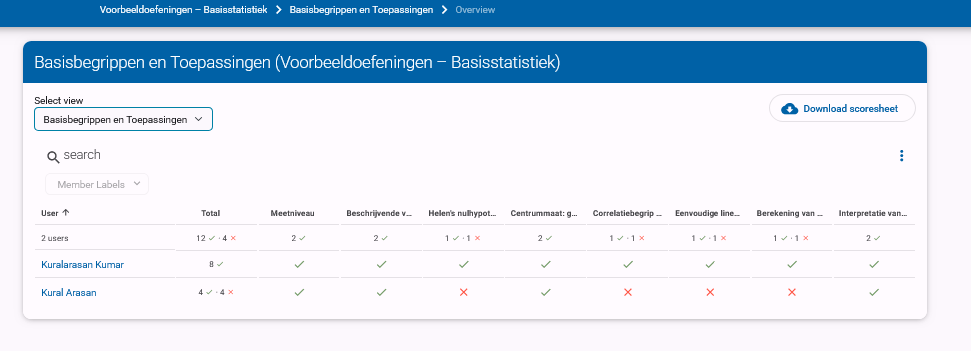 Voorbeeldoefeningen – Basisstatistiek > Basisbegrippen en Toepassingen > Overview
Basisbegrippen en Toepassingen (Voorbeeldoefeningen – Basisstatistiek)
Select view
Basisbegrippen en Toepassingen
Download scoresheet
search
Member Labels
User ↑ Total Meetniveau Beschrijvende v... Helen's nulhypot... Centrummaat: g... Correlatiebegrip ... Eenvoudige line... Berekening van ... Interpretatie van...
2 users 12 ✓ · 4 ✕ 2 ✓ 2 ✓ 1 ✓ · 1 ✕ 2 ✓ 1 ✓ · 1 ✕ 1 ✓ · 1 ✕ 1 ✓ · 1 ✕ 2 ✓
Kuralarasan Kumar 8 ✓ ✓ ✓ ✓ ✓ ✓ ✓ ✓ ✓
Kural Arasan 4 ✓ · 4 ✕ ✓ ✓ ✕ ✓ ✕ ✕ ✕ ✓